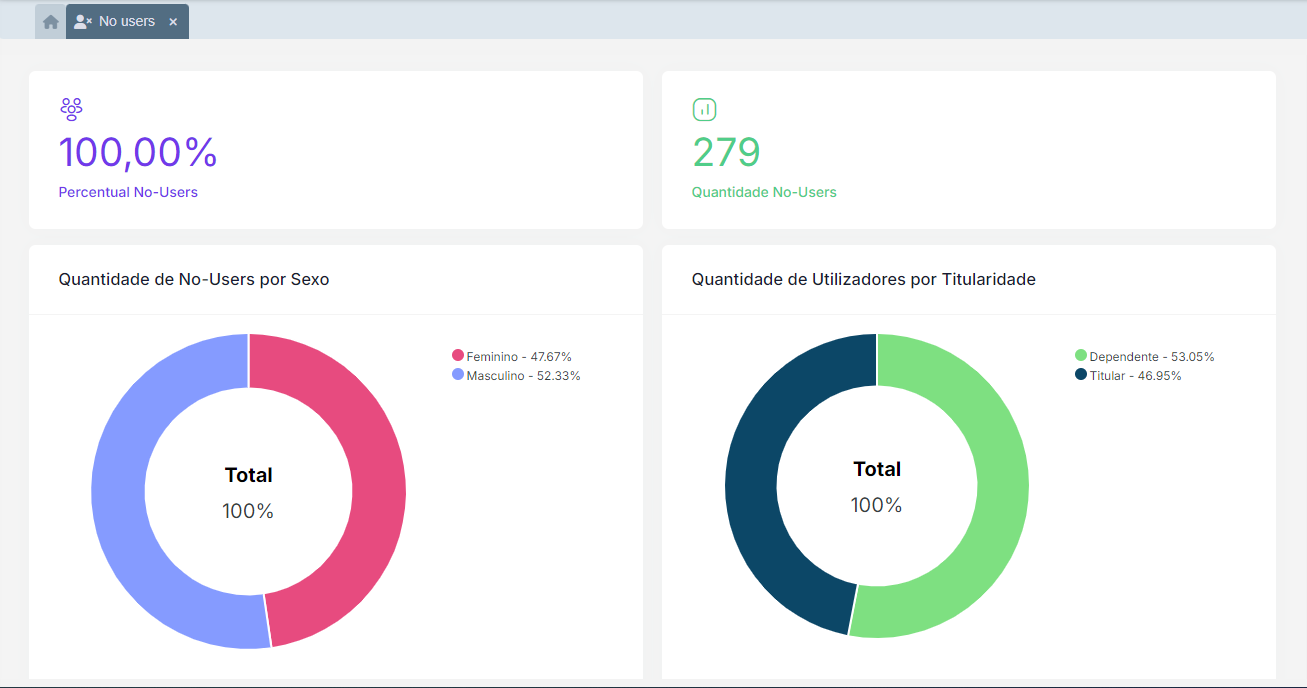 No users ×
100,00%
Percentual No-Users
279
Quantidade No-Users
Quantidade de No-Users por Sexo
Feminino - 47.67%
Masculino - 52.33%
Total
100%
Quantidade de Utilizadores por Titularidade
Dependente - 53.05%
Titular - 46.95%
Total
100%